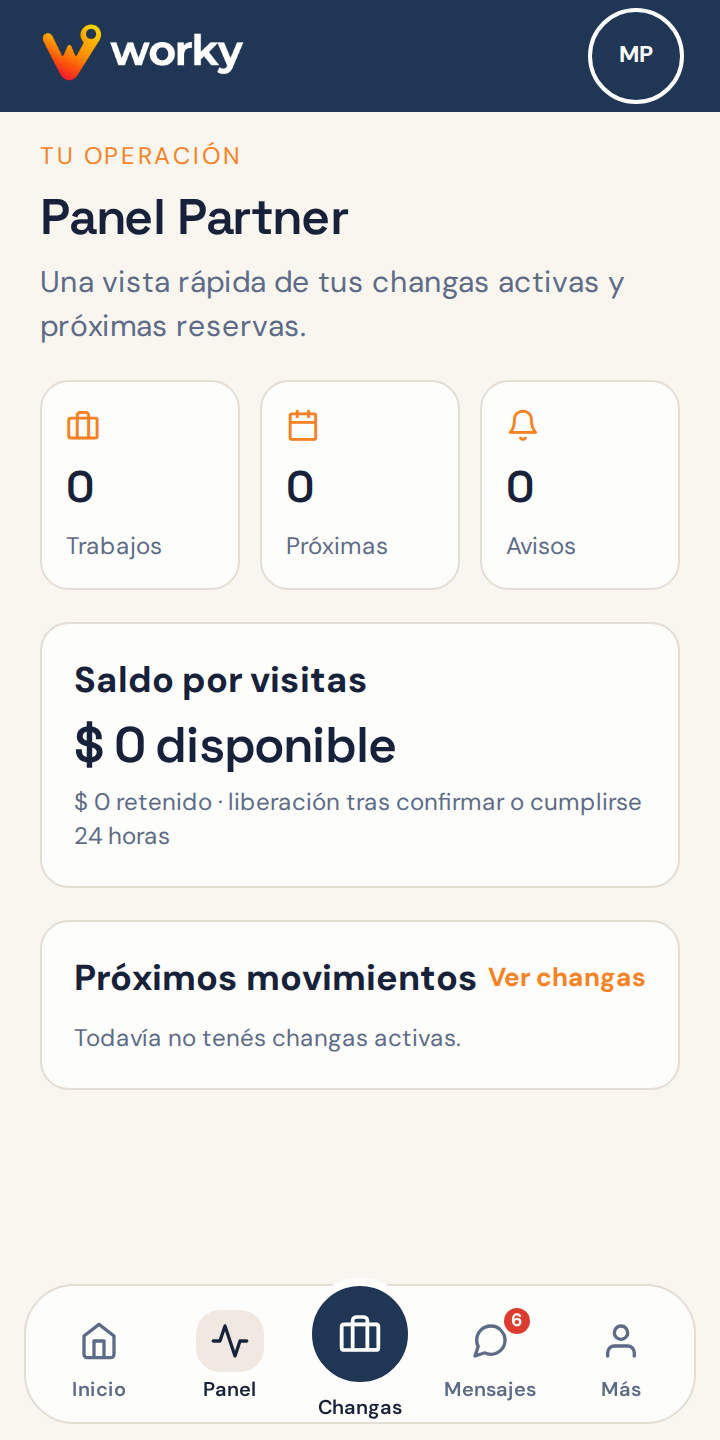 worky
MP
TU OPERACIÓN
Panel Partner
Una vista rápida de tus changas activas y
próximas reservas.
0
Trabajos
0
Próximas
0
Avisos
Saldo por visitas
$ 0 disponible
$ 0 retenido · liberación tras confirmar o cumplirse
24 horas
Próximos movimientos Ver changas
Todavía no tenés changas activas.
Inicio
Panel
Changas
6
Mensajes
Más